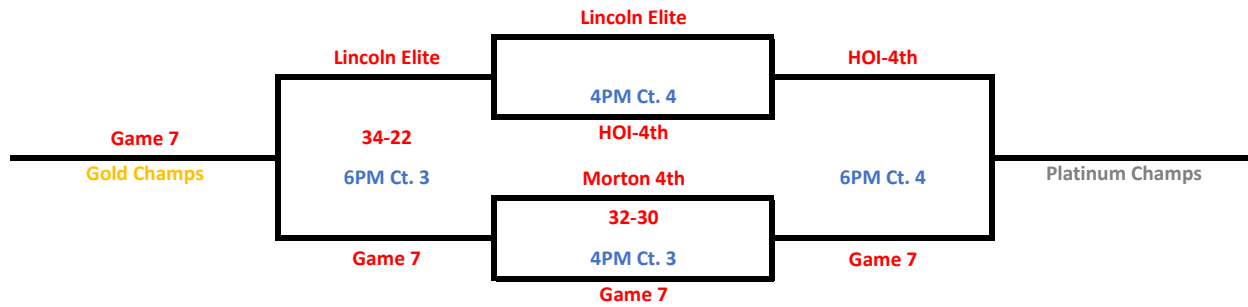 Lincoln Elite
Lincoln Elite
HOI-4th
4PM Ct. 4
Game 7
34-22
HOI-4th
Gold Champs
6PM Ct. 3
Morton 4th
6PM Ct. 4
Platinum Champs
32-30
Game 7
4PM Ct. 3
Game 7
Game 7